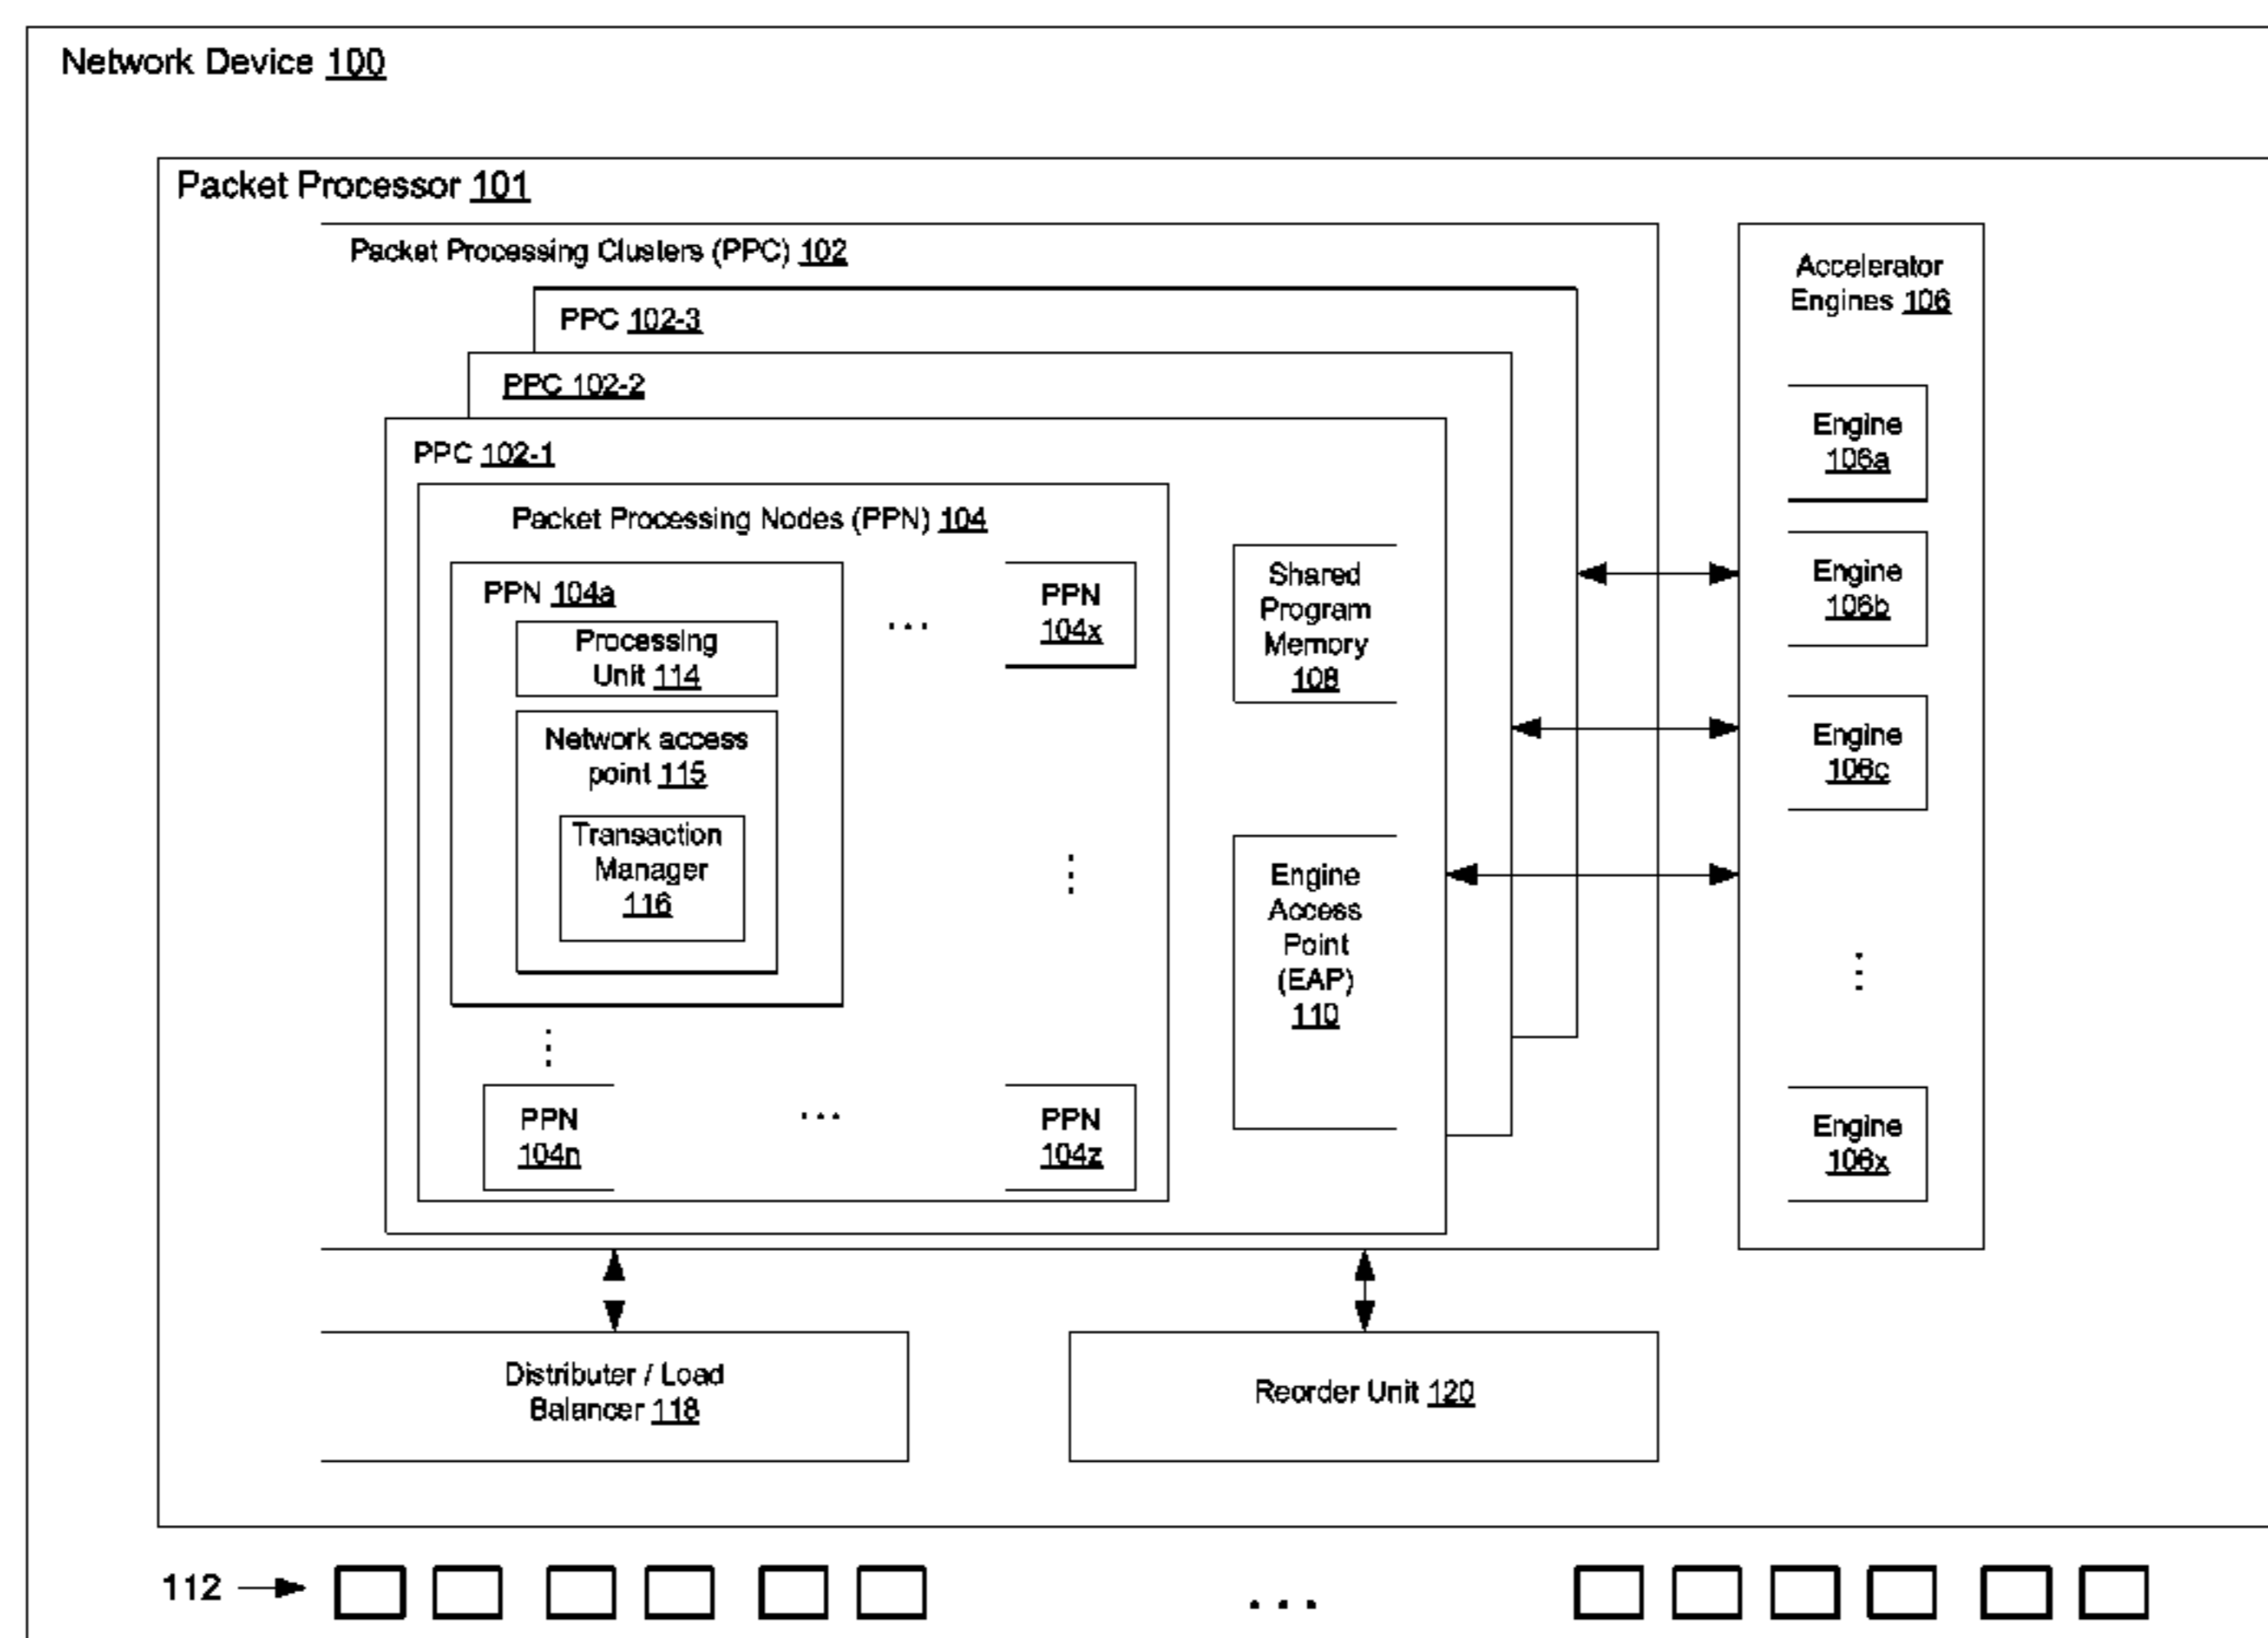 Network Device 100
Packet Processor 101
Packet Processing Clusters (PPC) 102
PPC 102-3
PPC 102-2
PPC 102-1
Packet Processing Nodes (PPN) 104
PPN 104a
Processing
Unit 114
Network access
point 115
Transaction
Manager
116
...
PPN
104x
⋮
⋮
PPN
104n
...
PPN
104z
Shared
Program
Memory
108
Engine
Access
Point
(EAP)
110
Accelerator
Engines 106
Engine
106a
Engine
106b
Engine
106c
⋮
Engine
106x
Distributer / Load
Balancer 118
Reorder Unit 120
112
...